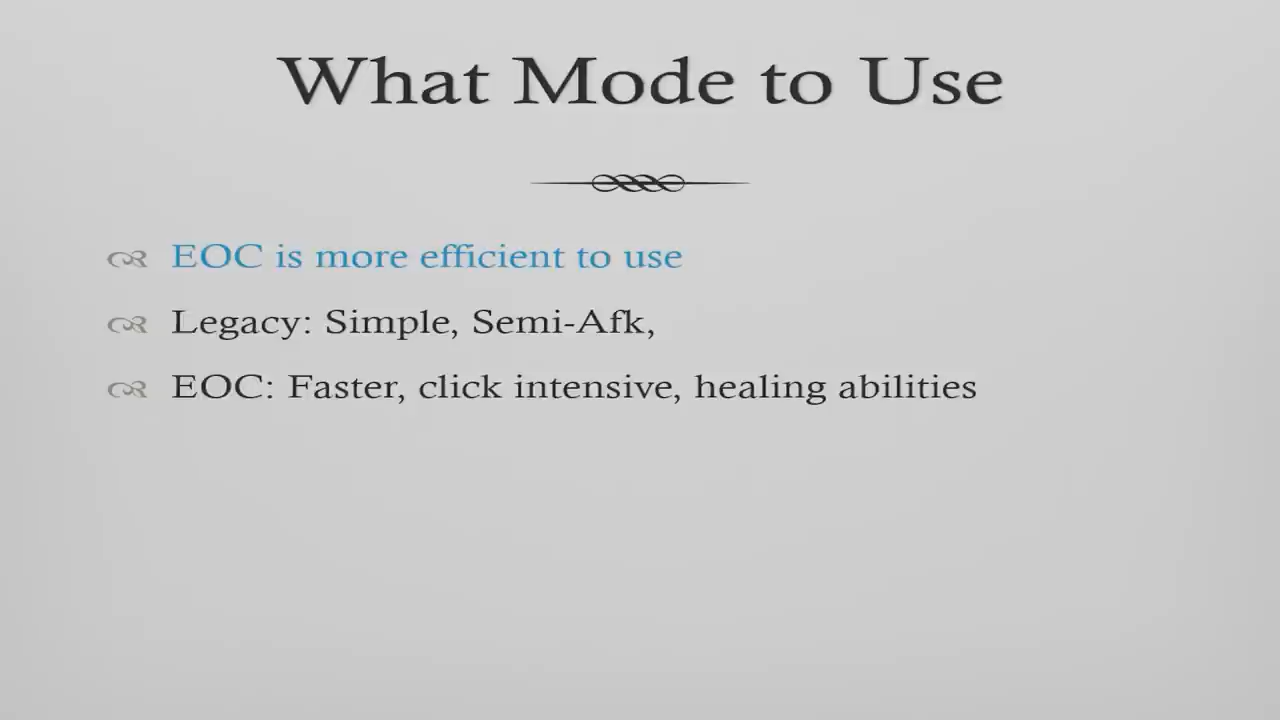 What Mode to Use
EOC is more efficient to use
Legacy: Simple, Semi-Afk,
EOC: Faster, click intensive, healing abilities